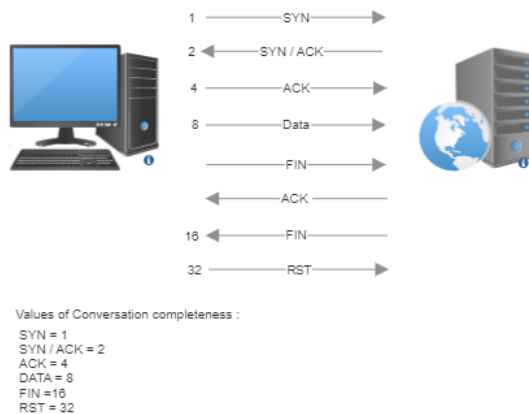 1 SYN
2 SYN / ACK
4 ACK
8 Data
FIN
ACK
16 FIN
32 RST
Values of Conversation completeness :
SYN = 1
SYN / ACK = 2
ACK = 4
DATA = 8
FIN =16
RST = 32